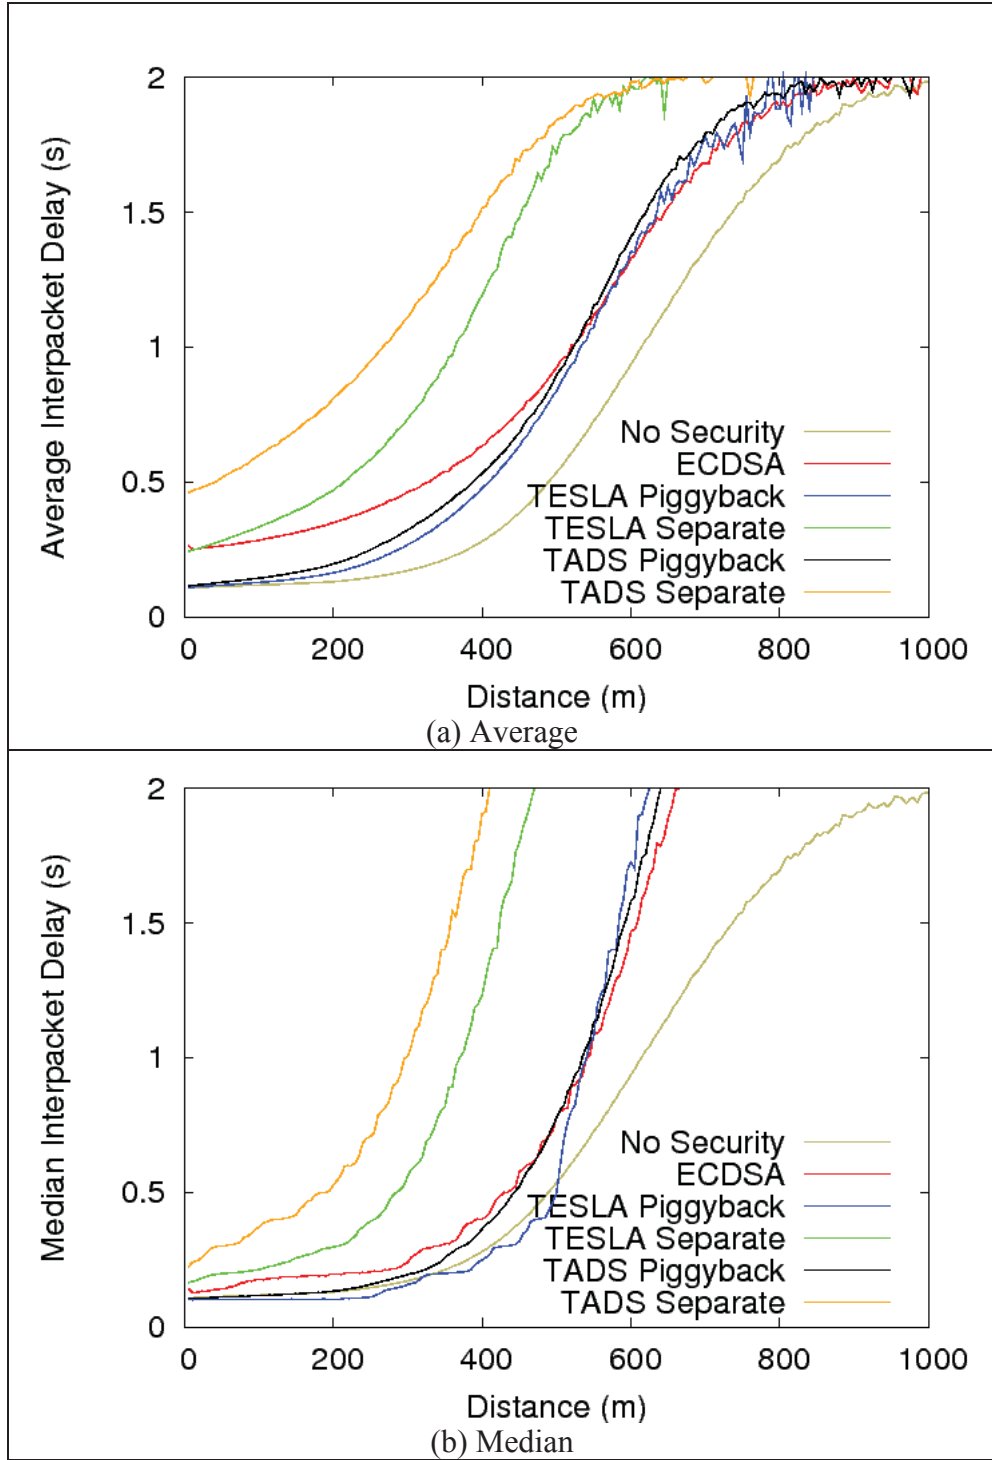 2
1.5
1
0.5
0
Average Interpacket Delay (s)
No Security
ECDSA
TESLA Piggyback
TESLA Separate
TADS Piggyback
TADS Separate
0 200 400 600 800 1000
Distance (m)
(a) Average
2
1.5
1
0.5
0
Median Interpacket Delay (s)
No Security
ECDSA
TESLA Piggyback
TESLA Separate
TADS Piggyback
TADS Separate
0 200 400 600 800 1000
Distance (m)
(b) Median